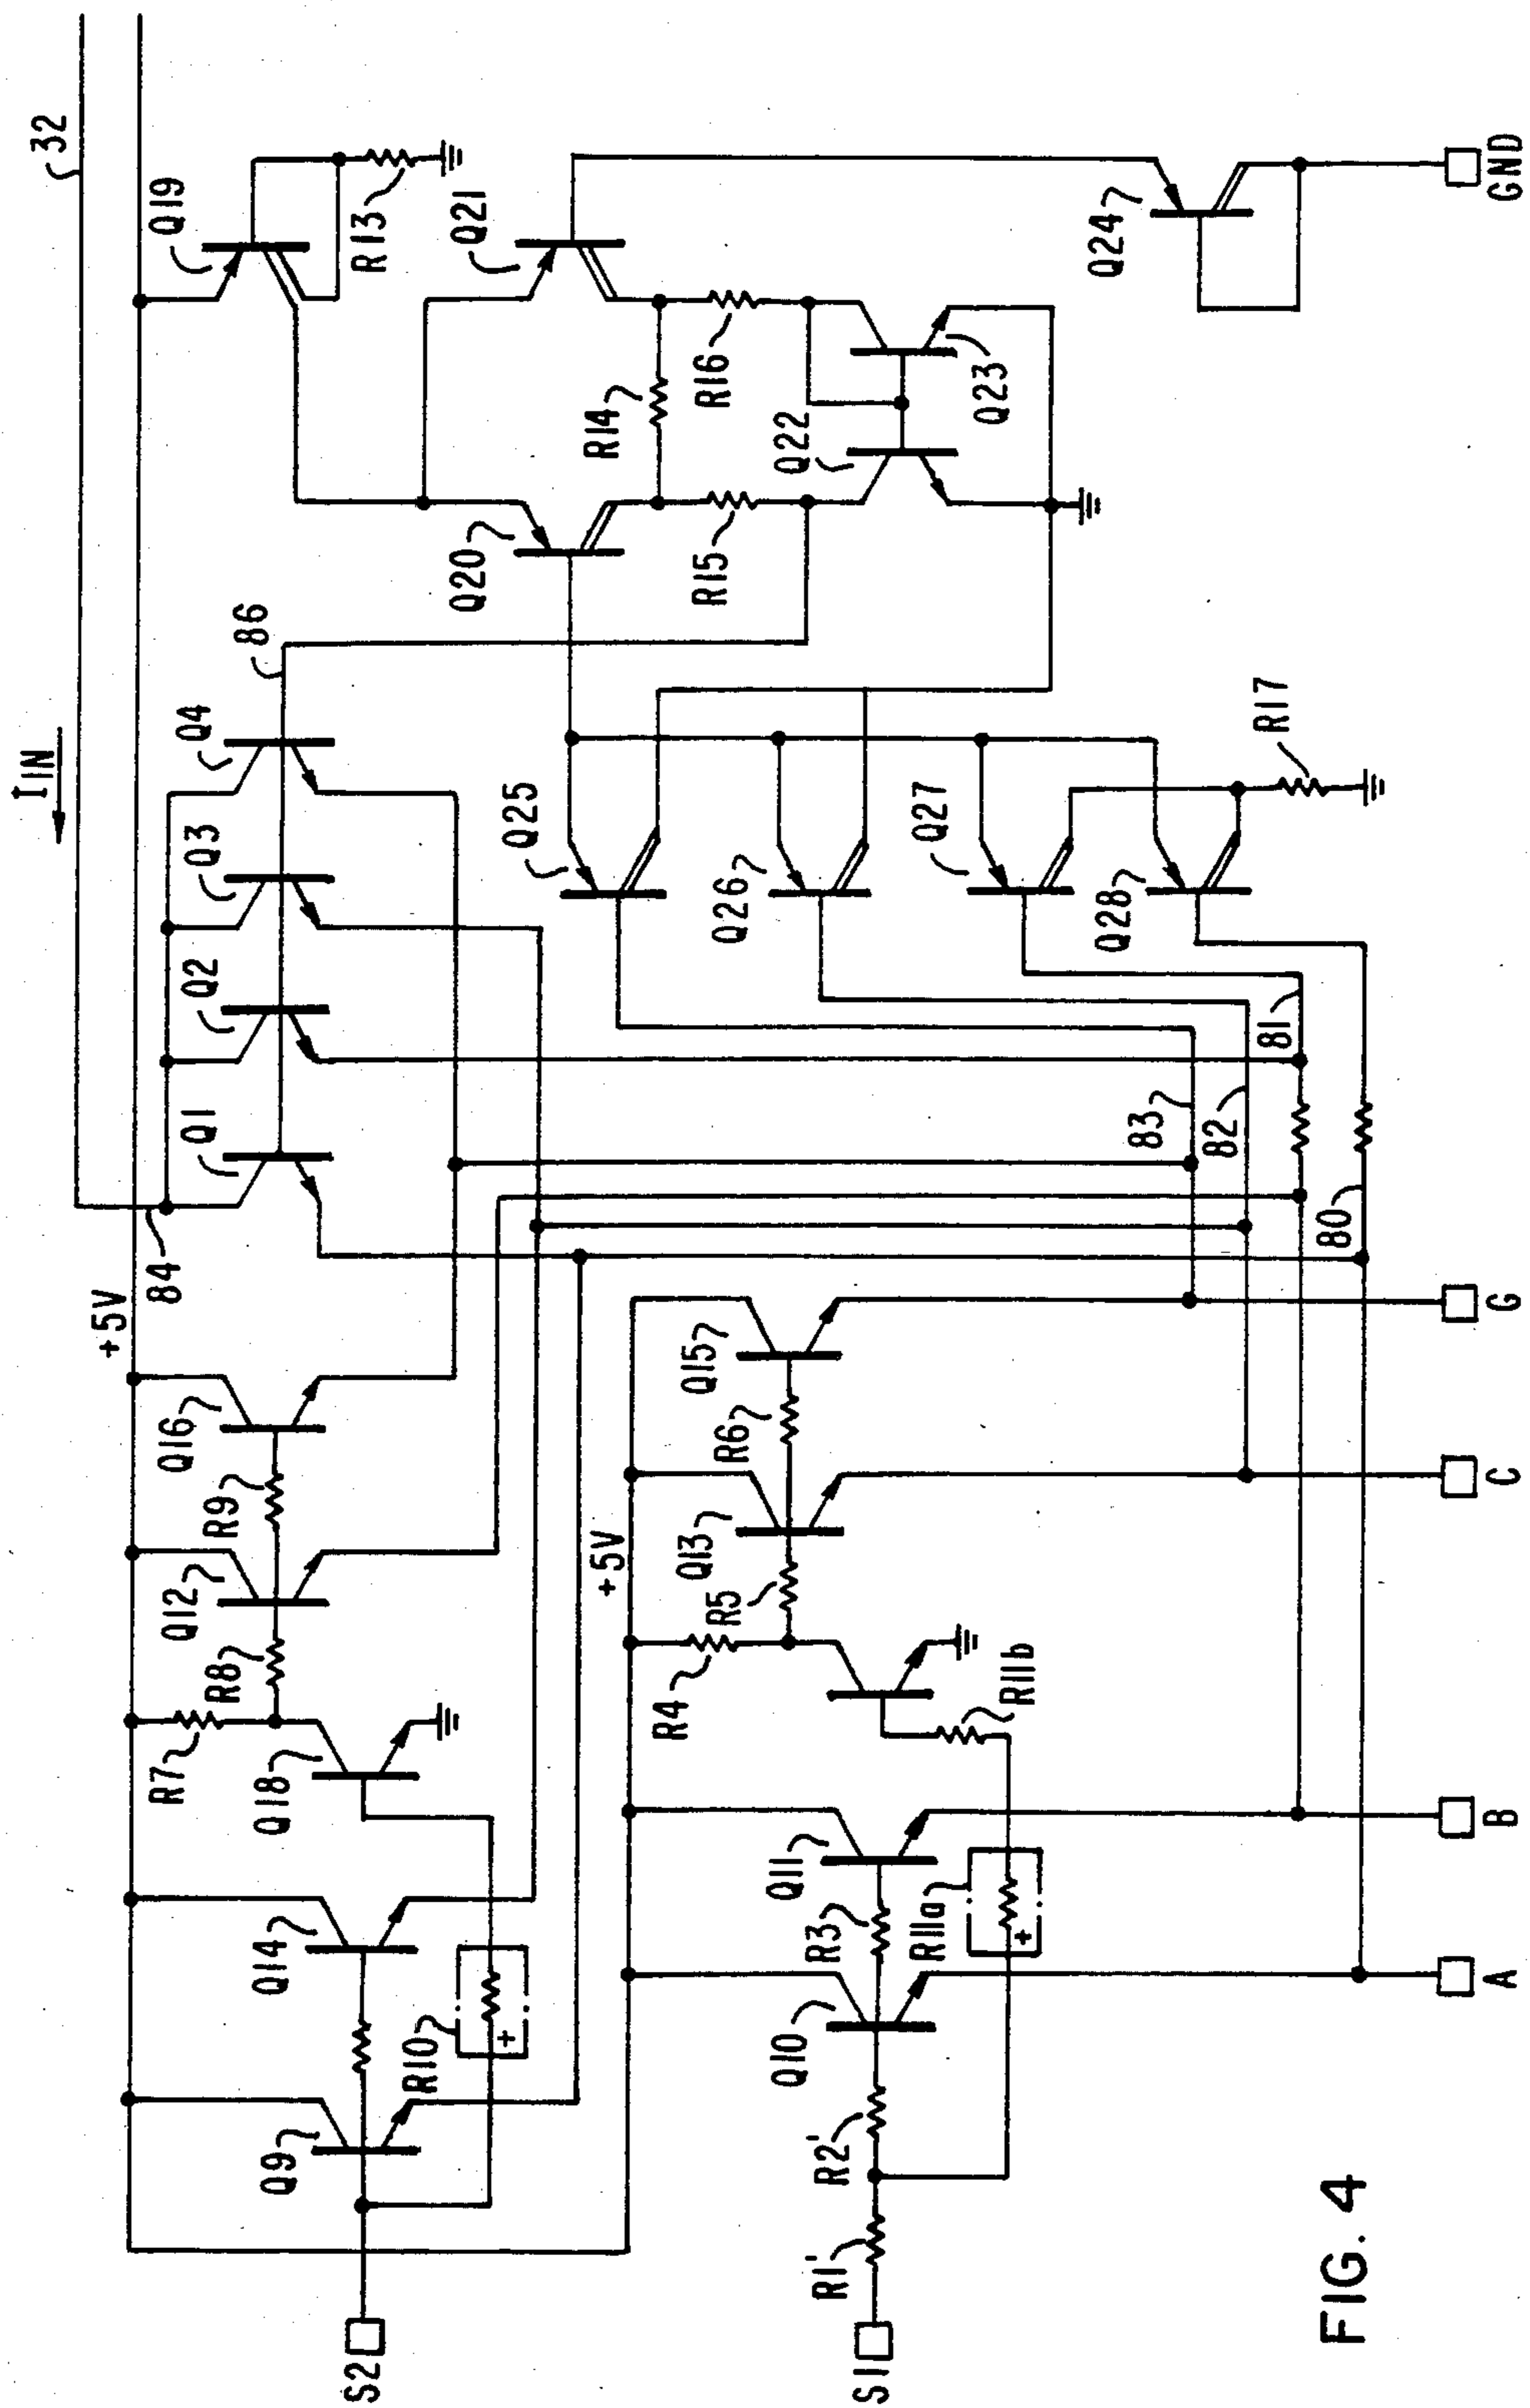 32
I IN
+5V
84
86
Q19
R13
Q1
Q2
Q3
Q4
Q16
R9
Q12
R8
R7
Q18
Q14
Q9
R10
+
S2
Q20
Q21
R14
R15
R16
Q22
Q23
Q24
GND
Q25
Q26
Q27
Q28
R17
83
82
81
80
+5V
Q15
R6
Q13
R5
R4
R11b
Q11
R3
R11a
+
Q10
R2'
R1'
S1
A
B
C
G
FIG. 4